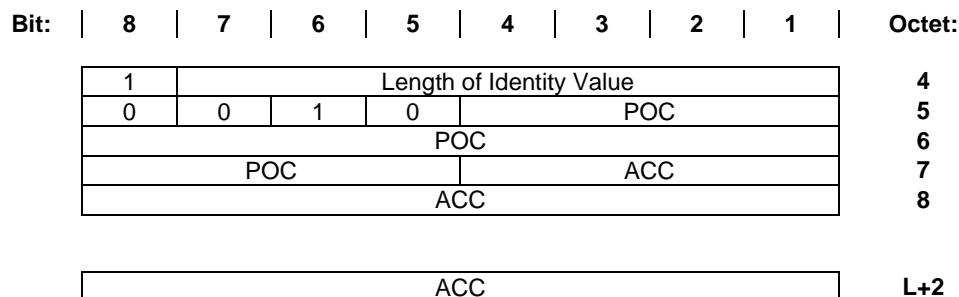 Bit: 8 7 6 5 4 3 2 1 Octet:
1 Length of Identity Value 4
0 0 1 0 POC 5
POC 6
POC ACC 7
ACC 8
ACC L+2